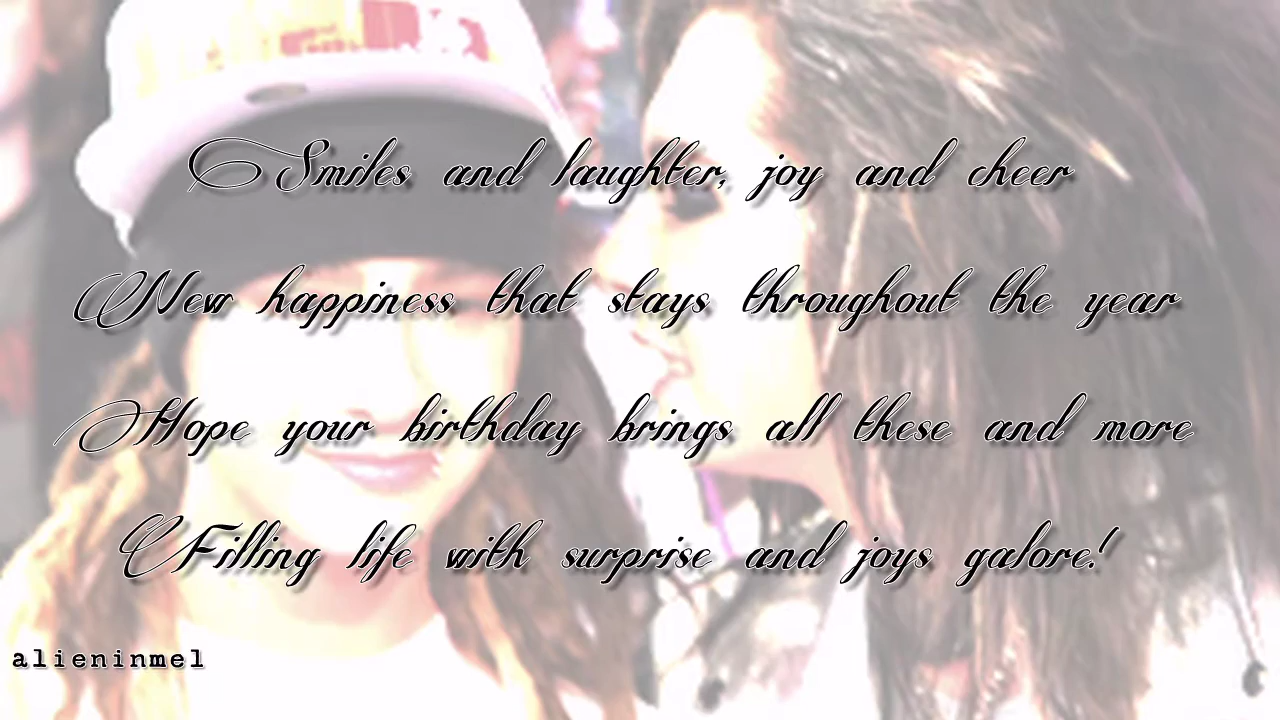 Smiles and laughter, joy and cheer
New happiness that stays throughout the year
Hope your birthday brings all these and more
Filling life with surprise and joys galore!
alieninmel